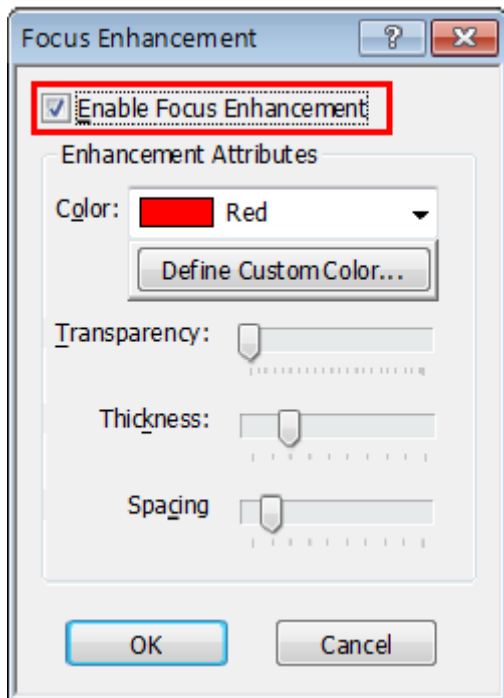 Focus Enhancement
Enable Focus Enhancement
Enhancement Attributes
Color: Red
Define Custom Color...
Transparency:
Thickness:
Spacing
OK Cancel